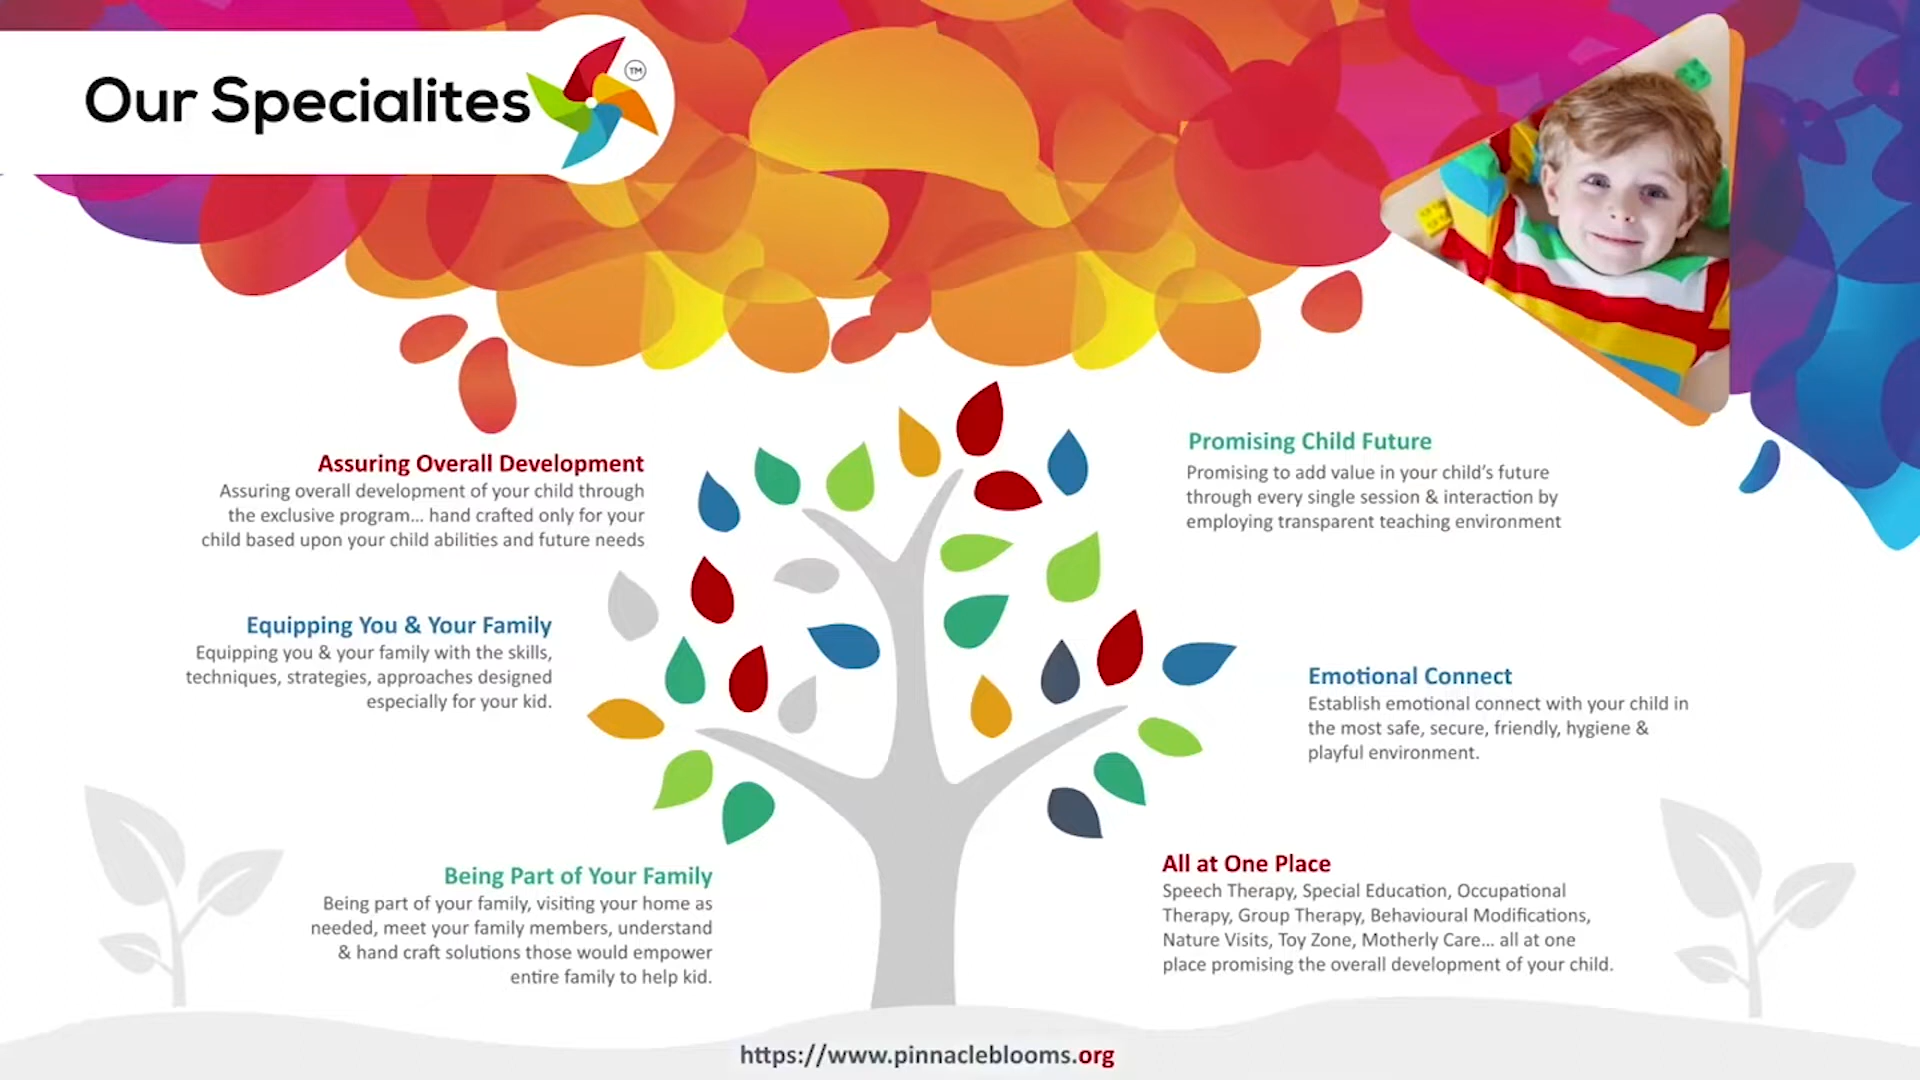 Our Specialites
TM
Assuring Overall Development
Assuring overall development of your child through
the exclusive program... hand crafted only for your
child based upon your child abilities and future needs
Equipping You & Your Family
Equipping you & your family with the skills,
techniques, strategies, approaches designed
especially for your kid.
Being Part of Your Family
Being part of your family, visiting your home as
needed, meet your family members, understand
& hand craft solutions those would empower
entire family to help kid.
Promising Child Future
Promising to add value in your child's future
through every single session & interaction by
employing transparent teaching environment
Emotional Connect
Establish emotional connect with your child in
the most safe, secure, friendly, hygiene &
playful environment.
All at One Place
Speech Therapy, Special Education, Occupational
Therapy, Group Therapy, Behavioural Modifications,
Nature Visits, Toy Zone, Motherly Care... all at one
place promising the overall development of your child.
https://www.pinnacleblooms.org